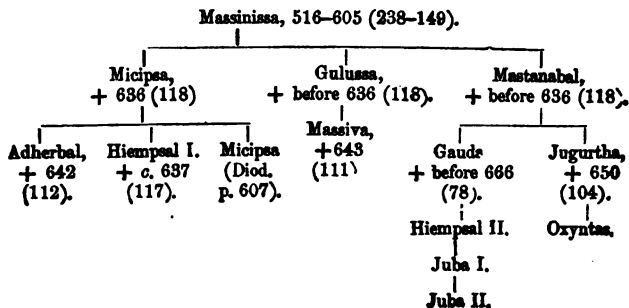 Massinissa, 516–605 (238–149).
Micipsa, Gulussa, Mastanabal,
+ 636 (118) + before 636 (118). + before 636 (118).
Adherbal, Hiempsal I. Micipsa Massiva, Gauda Jugurtha,
+ 642 + c. 637 (Diod. + 643 + before 666 + 650
(112). (117). p. 607) (111) (78). (104).
Hiempsal II. Oxyntas.
Juba I.
Juba II.